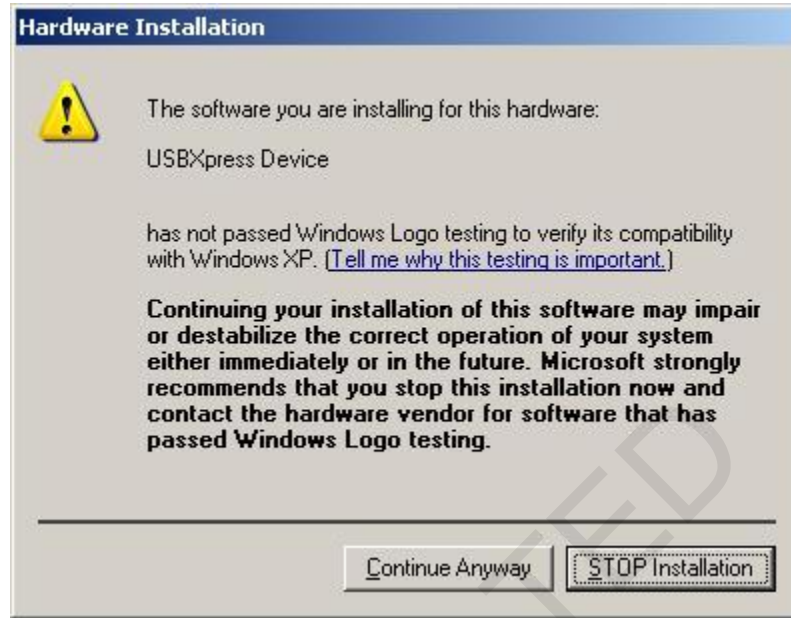 Hardware Installation
The software you are installing for this hardware:
USBXpress Device
has not passed Windows Logo testing to verify its compatibility
with Windows XP. (Tell me why this testing is important.)
Continuing your installation of this software may impair
or destabilize the correct operation of your system
either immediately or in the future. Microsoft strongly
recommends that you stop this installation now and
contact the hardware vendor for software that has
passed Windows Logo testing.
Continue Anyway
STOP Installation
TED